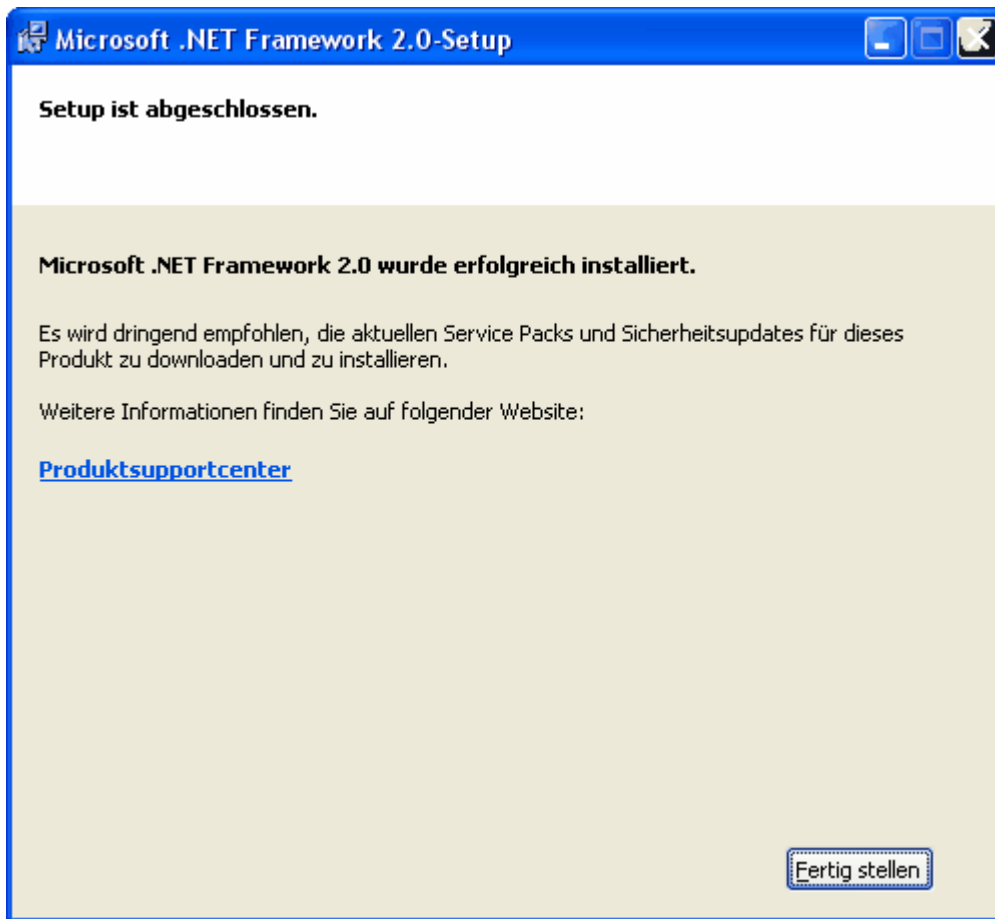 Microsoft .NET Framework 2.0-Setup
Setup ist abgeschlossen.
Microsoft .NET Framework 2.0 wurde erfolgreich installiert.
Es wird dringend empfohlen, die aktuellen Service Packs und Sicherheitsupdates für dieses
Produkt zu downloaden und zu installieren.
Weitere Informationen finden Sie auf folgender Website:
Produktsupportcenter
Fertig stellen